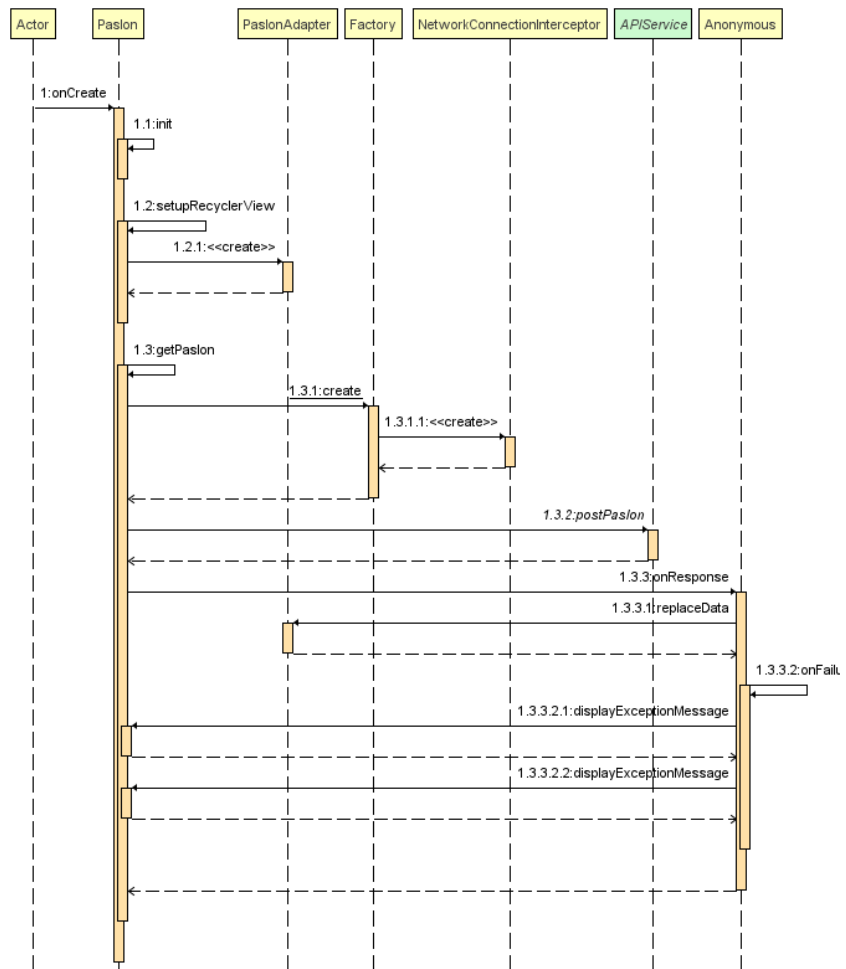 Actor
Paslon
PaslonAdapter
Factory
NetworkConnectionInterceptor
APIService
Anonymous
1:onCreate
1.1:init
1.2:setupRecyclerView
1.2.1:<<create>>
1.3:getPaslon
1.3.1:create
1.3.1.1:<<create>>
1.3.2:postPaslon
1.3.3:onResponse
1.3.3.1:replaceData
1.3.3.2:onFailu
1.3.3.2.1:displayExceptionMessage
1.3.3.2.2:displayExceptionMessage